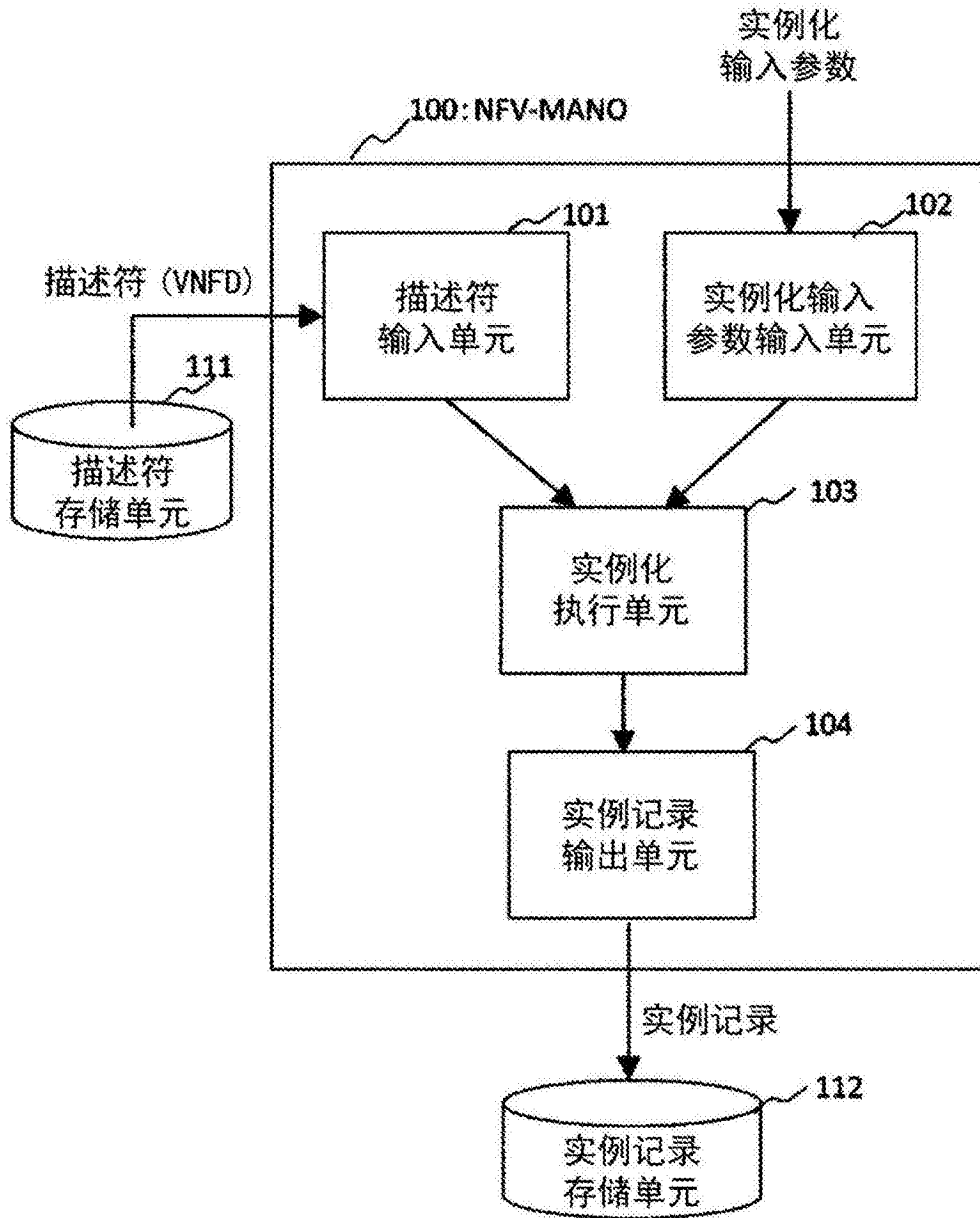 实例化
输入参数
100:NFV-MANO
101
102
描述符 (VNFD)
描述符
输入单元
实例化输入
参数输入单元
111
描述符
存储单元
103
实例化
执行单元
104
实例记录
输出单元
实例记录
112
实例记录
存储单元